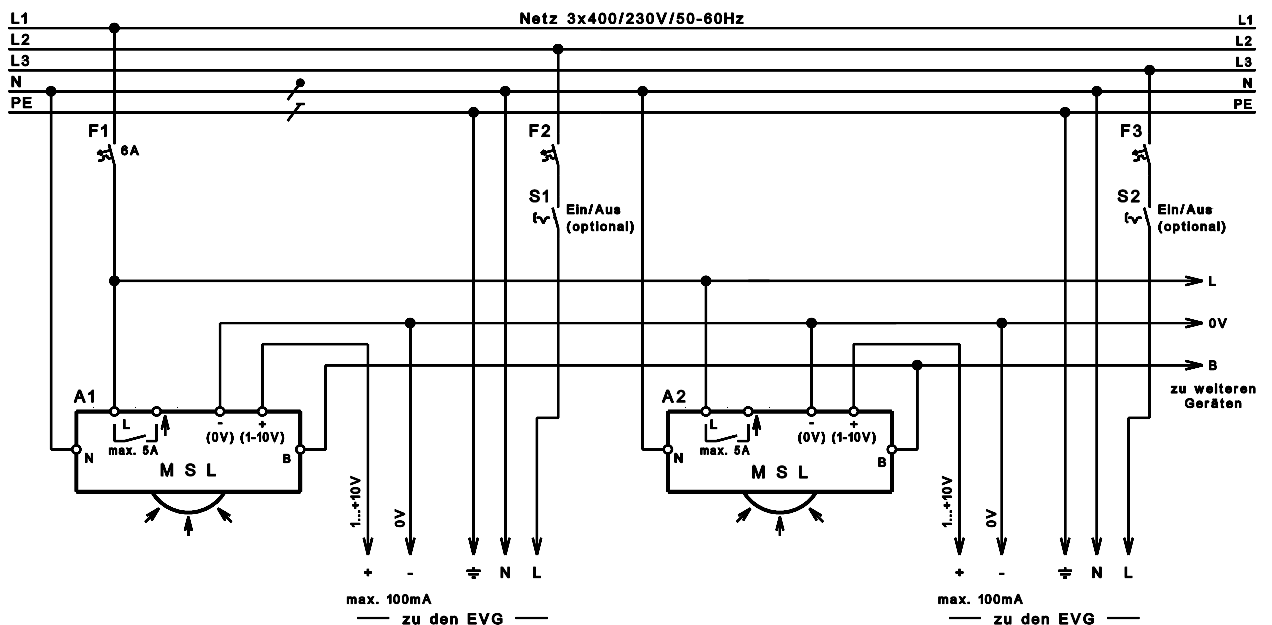 L1 Netz 3x400/230V/50-60Hz L1
L2 L2
L3 L3
N N
PE PE
F1 6A
F2
F3
S1 Ein/Aus
(optional)
S2 Ein/Aus
(optional)
L
0V
B
zu weiteren
Geräten
A1
L - +
(0V) (1-10V)
max. 5A
N B
M S L
A2
L - +
(0V) (1-10V)
max. 5A
N B
M S L
1...+10V 0V
1...+10V 0V
+ - N L
+ - N L
max. 100mA
zu den EVG
max. 100mA
zu den EVG